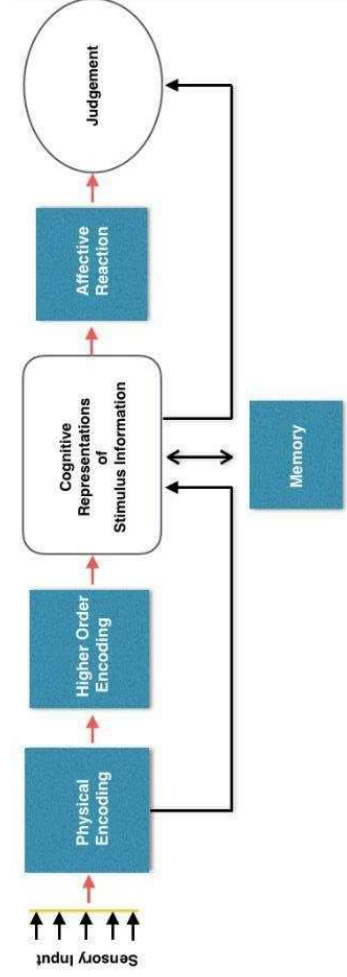 Sensory Input
Physical
Encoding
Higher Order
Encoding
Cognitive
Representations
of
Stimulus Information
Affective
Reaction
Judgement
Memory